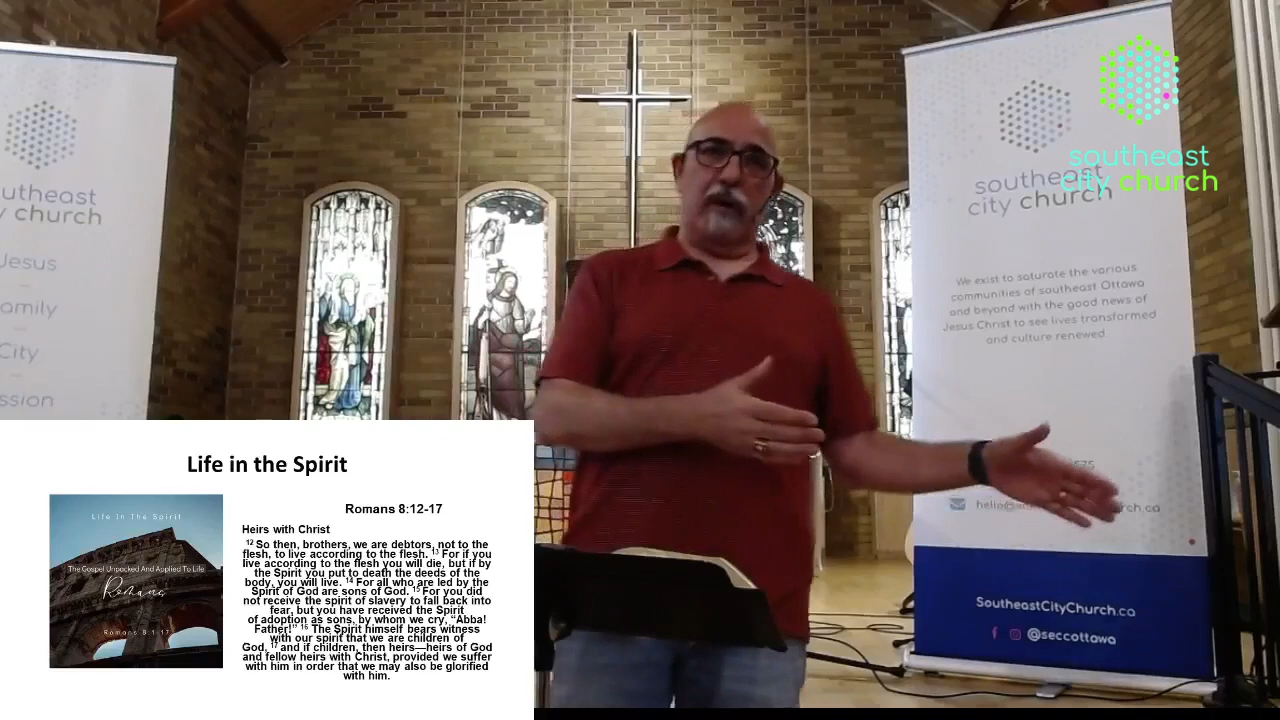 southeast
city church
southeast
city church
We exist to saturate the various
communities of southeast Ottawa
and beyond with the good news of
Jesus Christ to see lives transformed
and culture renewed.
SoutheastCityChurch.ca
@seccottawa
utheast
y church
Jesus
amily
City
ssion
Life in the Spirit
Life In The Spirit
The Gospel Unpacked And Applied To Life
Romans
Romans 8:1-17
Romans 8:12-17
Heirs with Christ
12 So then, brothers, we are debtors, not to the
flesh, to live according to the flesh. 13 For if you
live according to the flesh you will die, but if by
the Spirit you put to death the deeds of the
body, you will live. 14 For all who are led by the
Spirit of God are sons of God. 15 For you did
not receive the spirit of slavery to fall back into
fear, but you have received the Spirit
of adoption as sons, by whom we cry, “Abba!
Father!” 16 The Spirit himself bears witness
with our spirit that we are children of
God, 17 and if children, then heirs—heirs of God
and fellow heirs with Christ, provided we suffer
with him in order that we may also be glorified
with him.